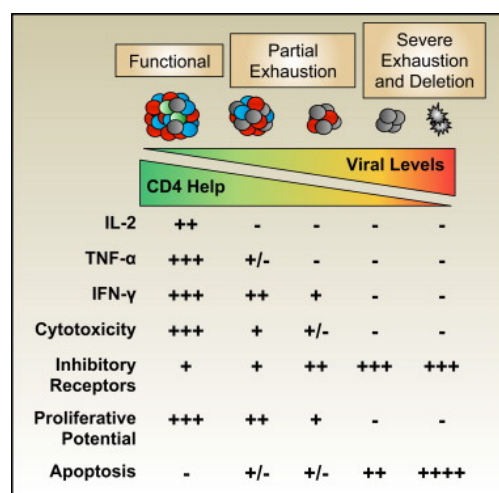 Functional
Partial
Exhaustion
Severe
Exhaustion
and Deletion
Viral Levels
CD4 Help
IL-2 ++ - - - -
TNF-α +++ +/- - - -
IFN-γ +++ ++ + - -
Cytotoxicity +++ + +/- - -
Inhibitory
Receptors + + ++ +++ +++
Proliferative
Potential +++ ++ + - -
Apoptosis - +/- +/- ++ ++++